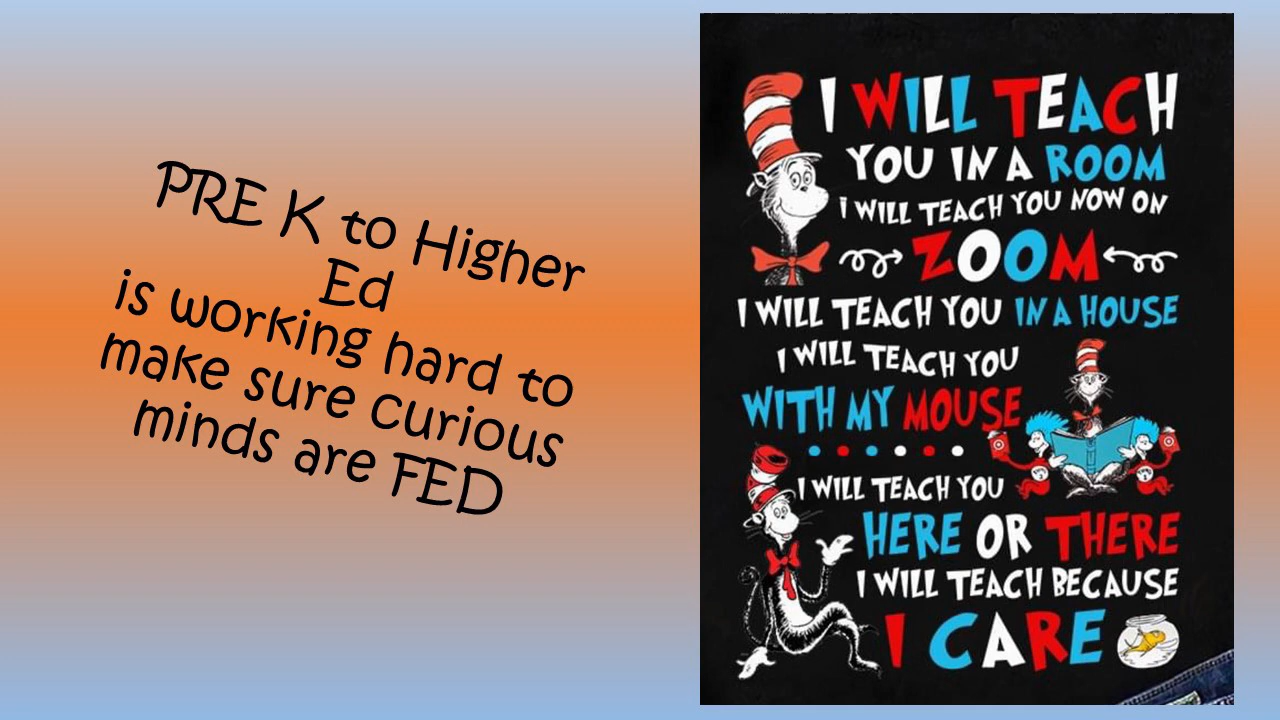 PRE K to Higher
Ed
is working hard to
make sure curious
minds are FED
I WILL TEACH
YOU IN A ROOM
I WILL TEACH YOU NOW ON
ZOOM
I WILL TEACH YOU IN A HOUSE
I WILL TEACH YOU
WITH MY MOUSE
I WILL TEACH YOU
HERE OR THERE
I WILL TEACH BECAUSE
I CARE